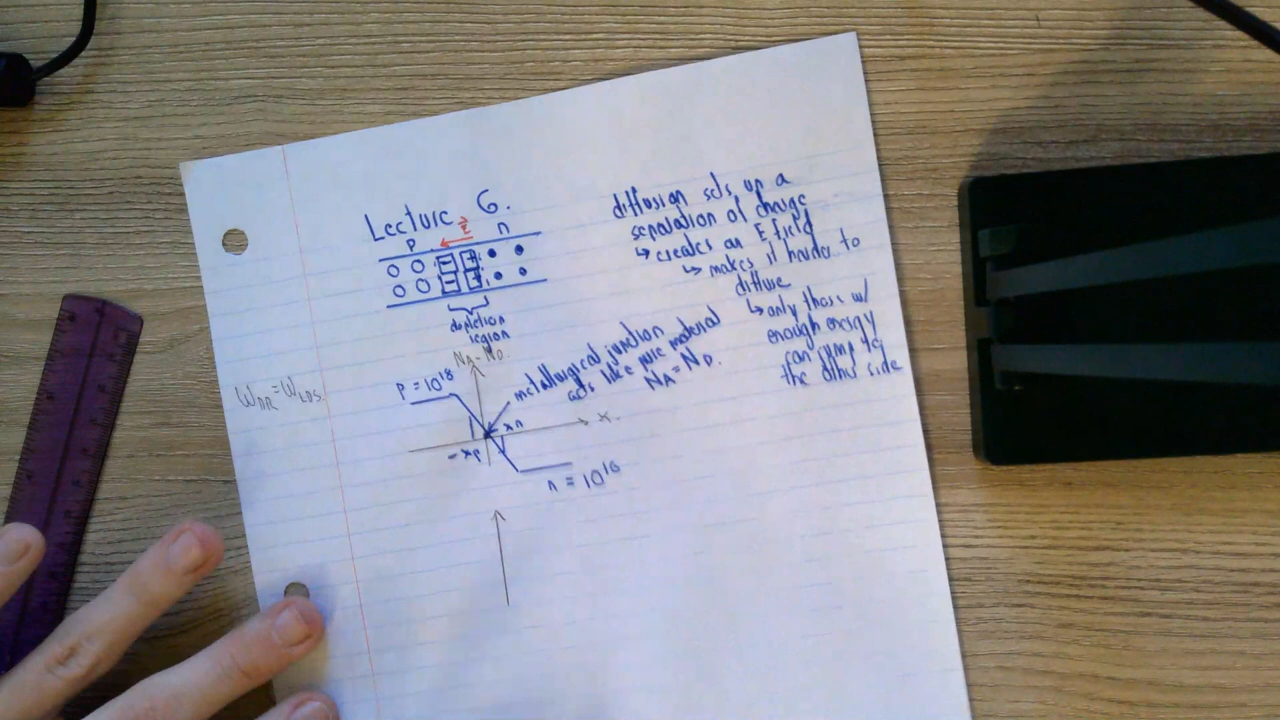 Lecture 6.
E
p
n
depletion
region
diffusion sets up a
separation of charge
↳ creates an E field
↳ makes it harder to
diffuse
↳ only those w/
enough energy
can jump to
the other side
NA - ND.
p = 10^18
metallurgical junction
acts like pure material
NA = ND.
xn
x.
-xp
n = 10^16